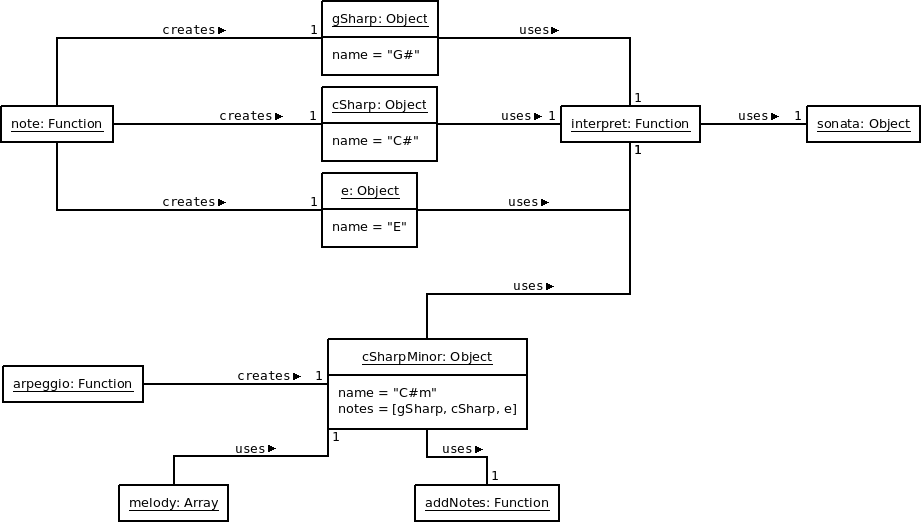 gSharp: Object
creates▶ 1
uses▶
name = "G#"
1
cSharp: Object
note: Function
creates▶ 1
name = "C#"
uses▶ 1
interpret: Function
uses▶ 1
sonata: Object
1
e: Object
creates▶ 1
name = "E"
uses▶
uses▶
cSharpMinor: Object
arpeggio: Function
creates▶ 1
name = "C#m"
notes = [gSharp, cSharp, e]
1
uses▶
uses▶
1
melody: Array
addNotes: Function